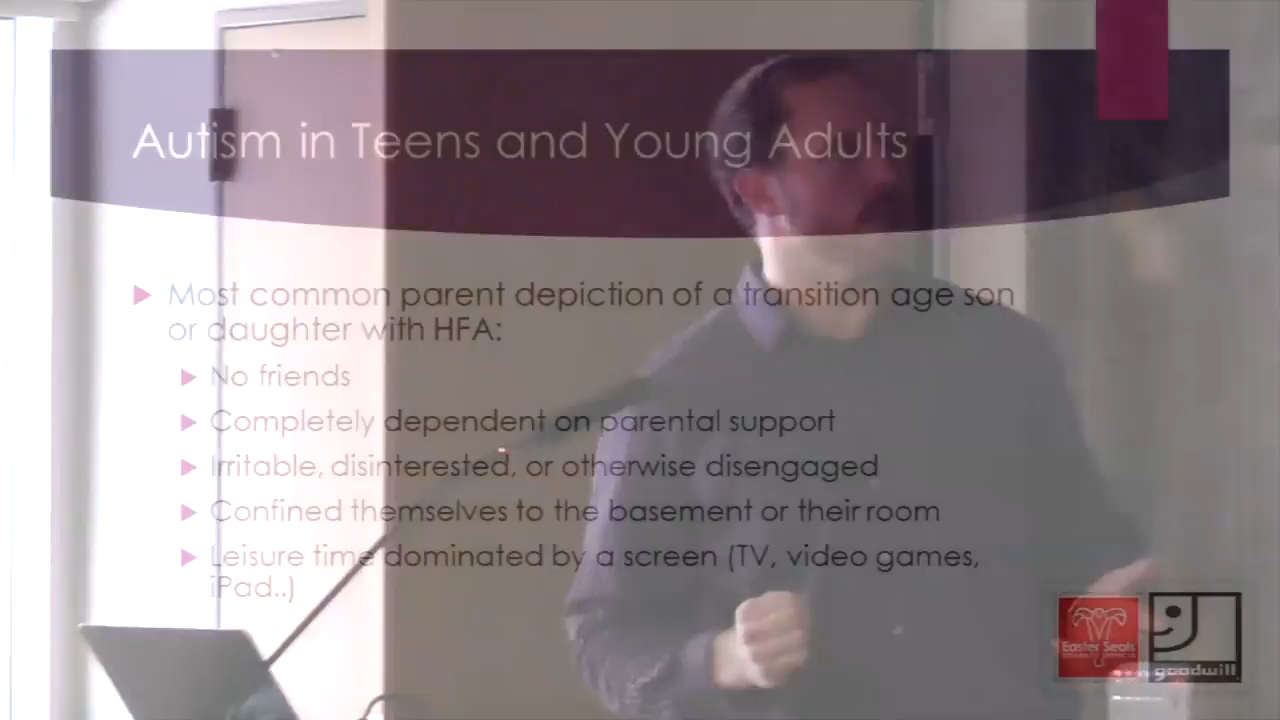 Autism in Teens and Young Adults
Most common parent depiction of a transition age son
or daughter with HFA:
No friends
Completely dependent on parental support
Irritable, disinterested, or otherwise disengaged
Confined themselves to the basement or their room
Leisure time dominated by a screen (TV, video games,
iPad..)
Easter Seals
goodwill